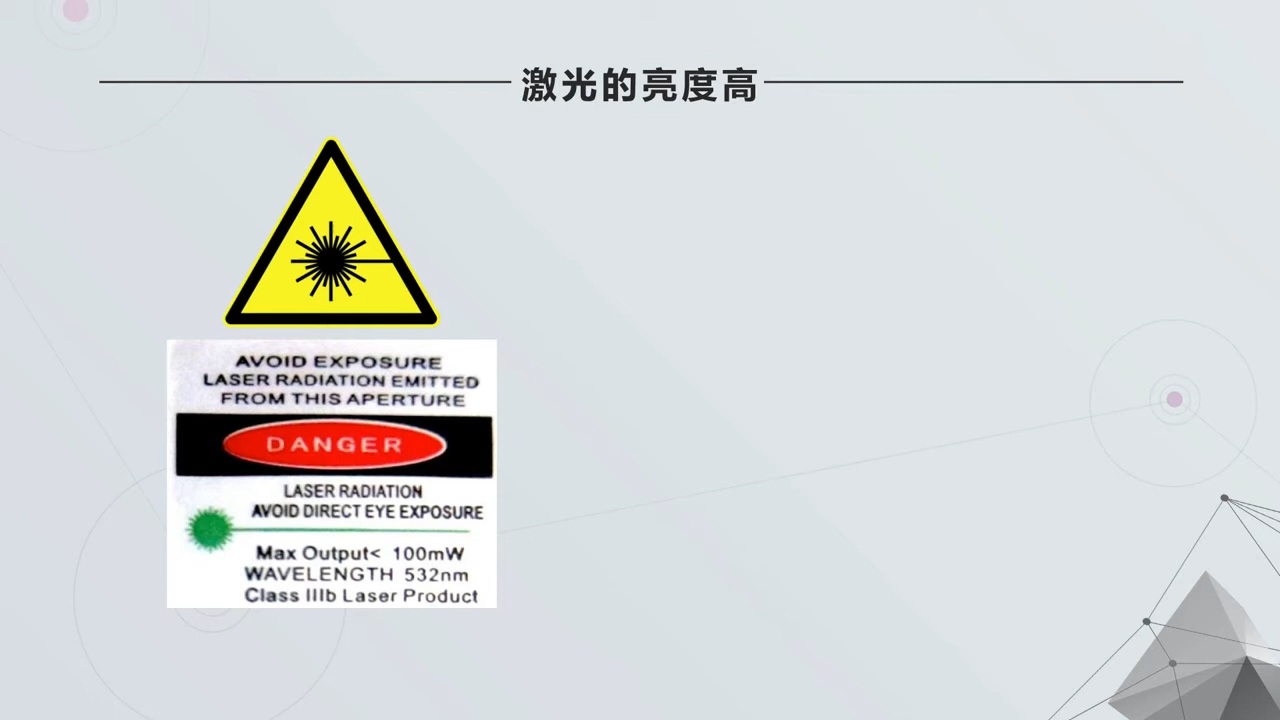 激光的亮度高
AVOID EXPOSURE
LASER RADIATION EMITTED
FROM THIS APERTURE
DANGER
LASER RADIATION
AVOID DIRECT EYE EXPOSURE
Max Output< 100mW
WAVELENGTH 532nm
Class IIIb Laser Product